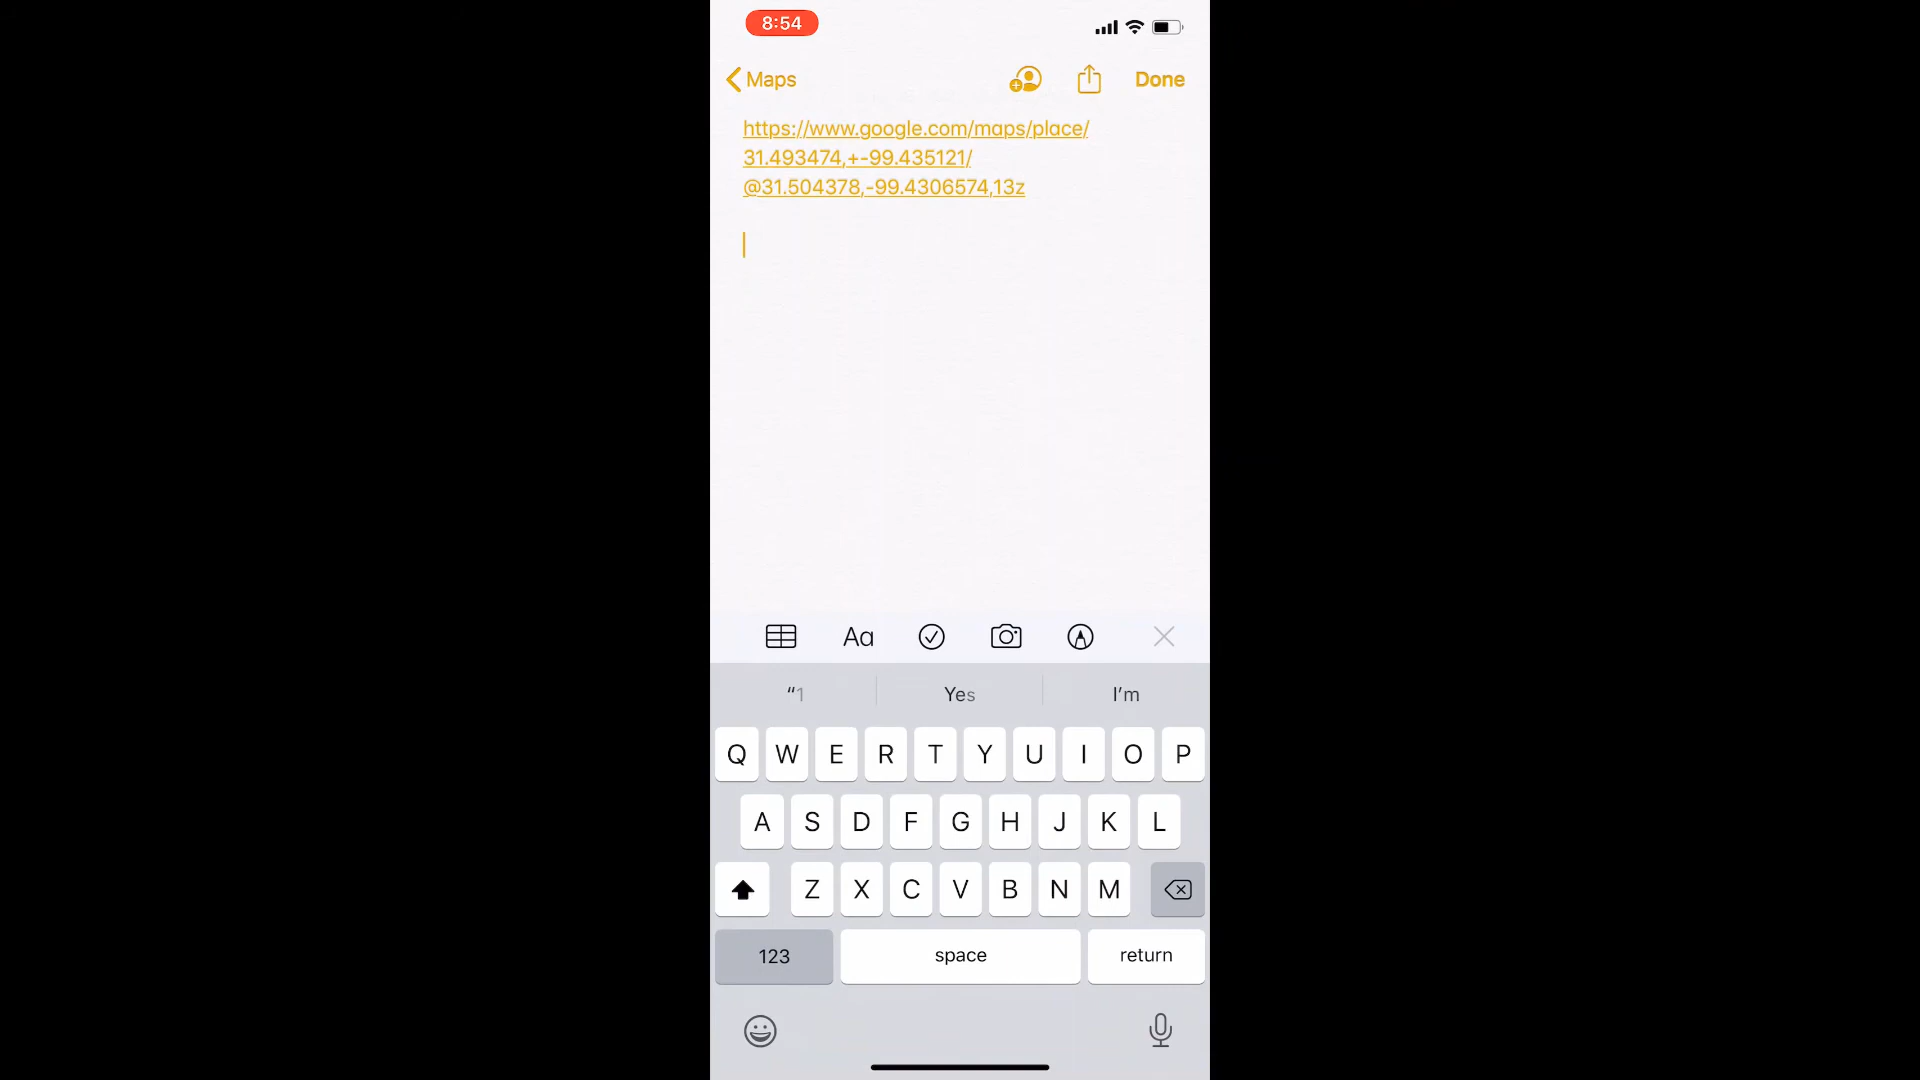 8:54
Maps
Done
https://www.google.com/maps/place/
31.493474,+-99.435121/
@31.504378,-99.4306574,13z
Aa
“1
Yes
I’m
Q W E R T Y U I O P
A S D F G H J K L
Z X C V B N M
123
space
return